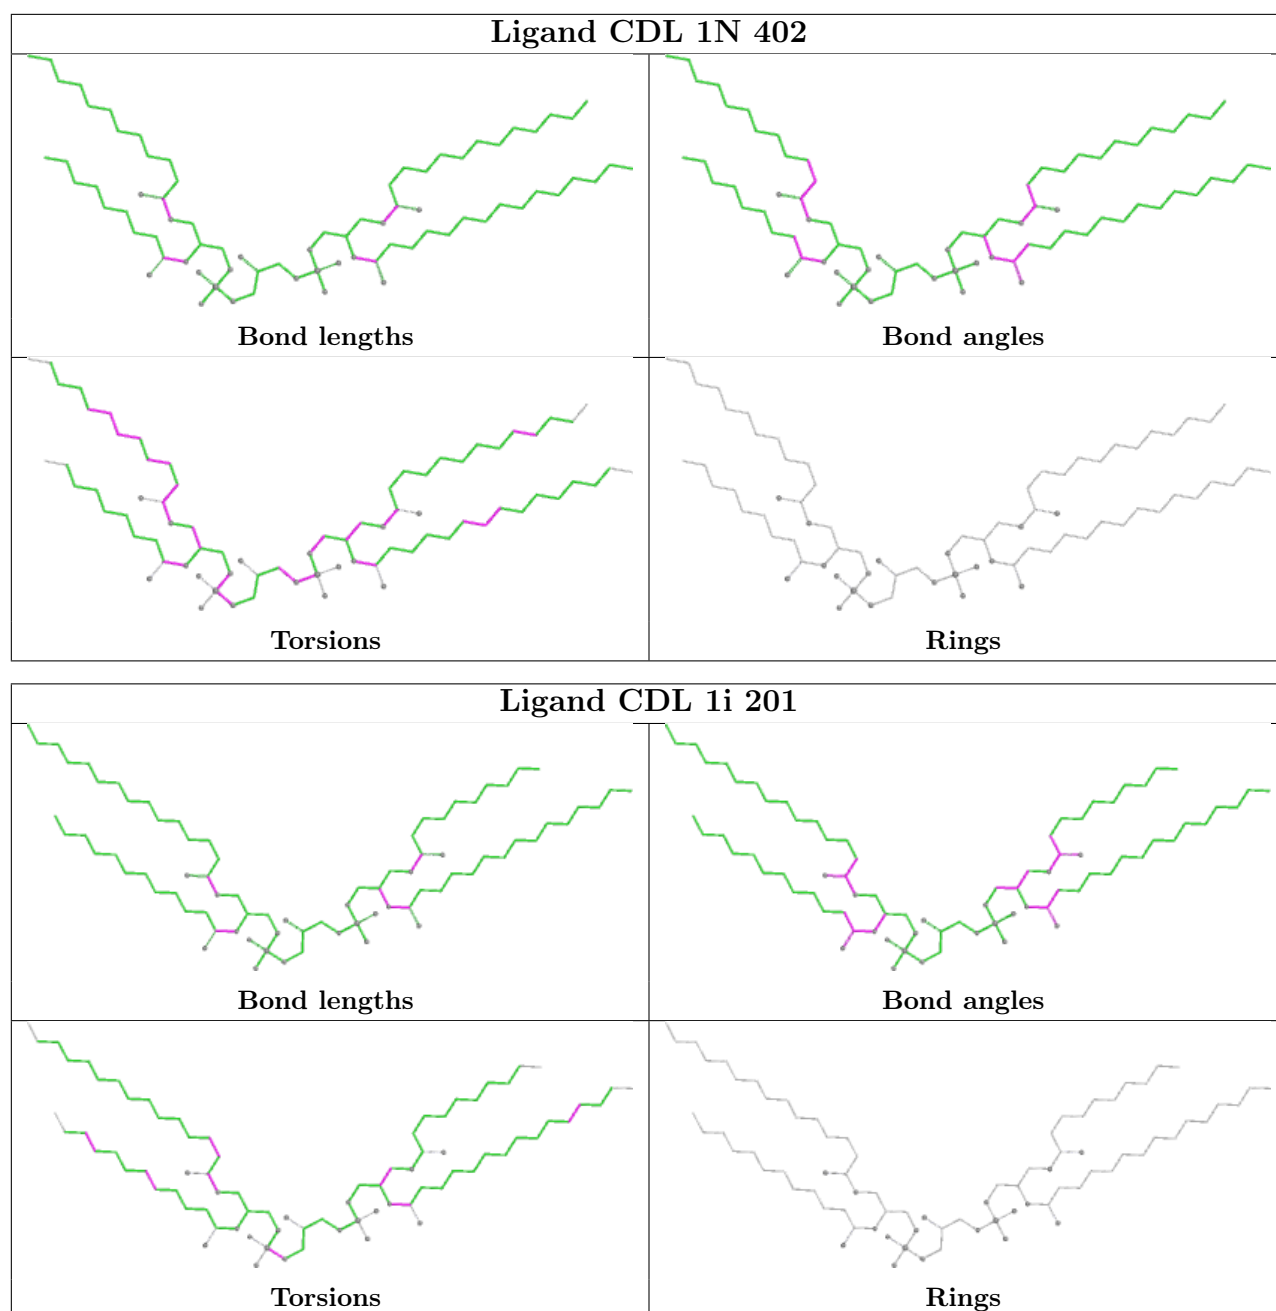 Ligand CDL 1N 402
Bond lengths
Bond angles
Torsions
Rings
Ligand CDL 1i 201
Bond lengths
Bond angles
Torsions
Rings